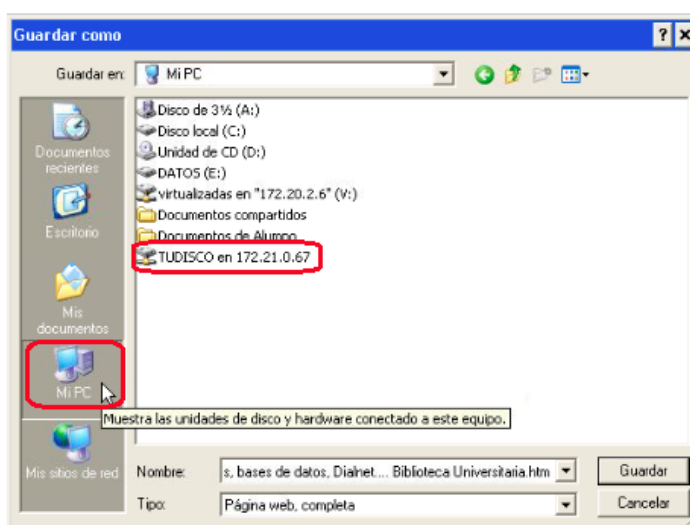 Guardar como
Guardar en:
Mi PC
Documentos
recientes
Escritorio
Mis
documentos
Mi PC
Mis sitios de red
Disco de 3½ (A:)
Disco local (C:)
Unidad de CD (D:)
DATOS (E:)
virtualizadas en "172.20.2.6" (V:)
Documentos compartidos
Documentos de Alumno
TUDISCO en 172.21.0.67
Muestra las unidades de disco y hardware conectado a este equipo.
Nombre:
s, bases de datos, Dialnet.... Biblioteca Universitaria.htm
Guardar
Tipo:
Página web, completa
Cancelar